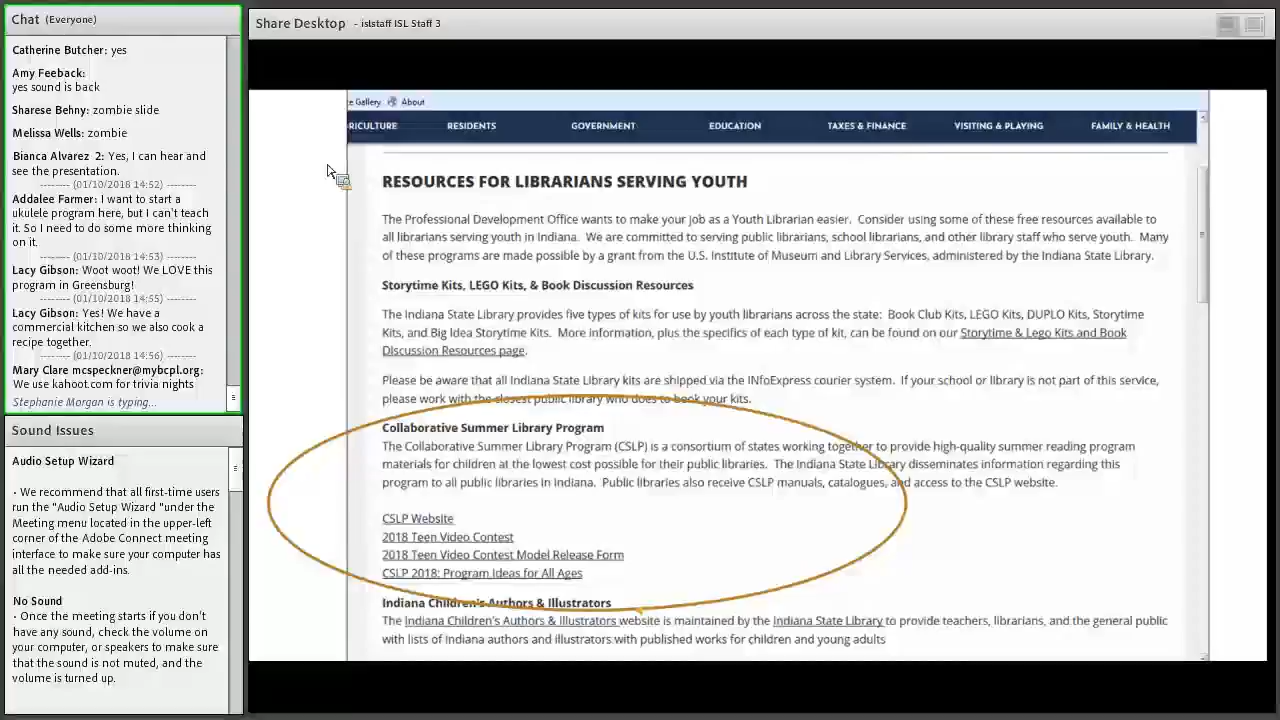 Chat (Everyone)
Catherine Butcher: yes
Amy Feeback:
yes sound is back
Sharese Behny: zombie slide
Melissa Wells: zombie
Bianca Alvarez 2: Yes, I can hear and
see the presentation.
-------- (01/10/2018 14:52) --------
Addalee Farmer: I want to start a
ukulele program here, but I can't teach
it. So I need to do some more thinking
on it.
-------- (01/10/2018 14:53) --------
Lacy Gibson: Woot woot! We LOVE this
program in Greensburg!
-------- (01/10/2018 14:55) --------
Lacy Gibson: Yes! We have a
commercial kitchen so we also cook a
recipe together.
-------- (01/10/2018 14:56) --------
Mary Clare mcspeckner@mybcpl.org:
We use kahoot.com for trivia nights
Stephanie Morgan is typing...
Sound Issues
Audio Setup Wizard
• We recommend that all first-time users
run the "Audio Setup Wizard "under the
Meeting menu located in the upper-left
corner of the Adobe Connect meeting
interface to make sure your computer has
all the needed add-ins.
No Sound
• Once the meeting starts if you don't
have any sound, check the volume on
your computer, or speakers to make sure
that the sound is not muted, and the
volume is turned up.
Share Desktop - islstaff ISL Staff 3
e Gallery About
RICULTURE RESIDENTS GOVERNMENT EDUCATION TAXES & FINANCE VISITING & PLAYING FAMILY & HEALTH
RESOURCES FOR LIBRARIANS SERVING YOUTH
The Professional Development Office wants to make your job as a Youth Librarian easier. Consider using some of these free resources available to
all librarians serving youth in Indiana. We are committed to serving public librarians, school librarians, and other library staff who serve youth. Many
of these programs are made possible by a grant from the U.S. Institute of Museum and Library Services, administered by the Indiana State Library.
Storytime Kits, LEGO Kits, & Book Discussion Resources
The Indiana State Library provides five types of kits for use by youth librarians across the state: Book Club Kits, LEGO Kits, DUPLO Kits, Storytime
Kits, and Big Idea Storytime Kits. More information, plus the specifics of each type of kit, can be found on our Storytime & Lego Kits and Book
Discussion Resources page.
Please be aware that all Indiana State Library kits are shipped via the INfoExpress courier system. If your school or library is not part of this service,
please work with the closest public library who does to book your kits.
Collaborative Summer Library Program
The Collaborative Summer Library Program (CSLP) is a consortium of states working together to provide high-quality summer reading program
materials for children at the lowest cost possible for their public libraries. The Indiana State Library disseminates information regarding this
program to all public libraries in Indiana. Public libraries also receive CSLP manuals, catalogues, and access to the CSLP website.
CSLP Website
2018 Teen Video Contest
2018 Teen Video Contest Model Release Form
CSLP 2018: Program Ideas for All Ages
Indiana Children's Authors & Illustrators
The Indiana Children's Authors & Illustrators website is maintained by the Indiana State Library to provide teachers, librarians, and the general public
with lists of Indiana authors and illustrators with published works for children and young adults